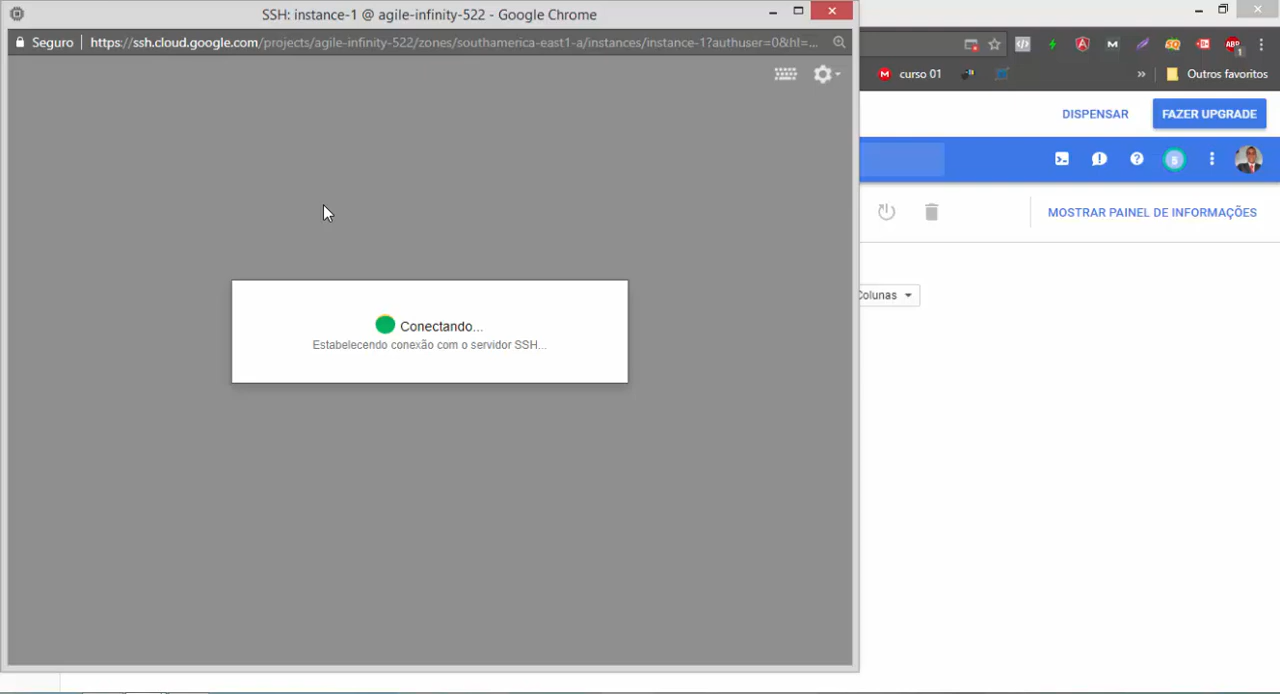 SSH: instance-1 @ agile-infinity-522 - Google Chrome
Seguro
https://ssh.cloud.google.com/projects/agile-infinity-522/zones/southamerica-east1-a/instances/instance-1?authuser=0&hl=...
ABP
1
curso 01
»
Outros favoritos
DISPENSAR
FAZER UPGRADE
MOSTRAR PAINEL DE INFORMAÇÕES
Colunas
Conectando...
Estabelecendo conexão com o servidor SSH...